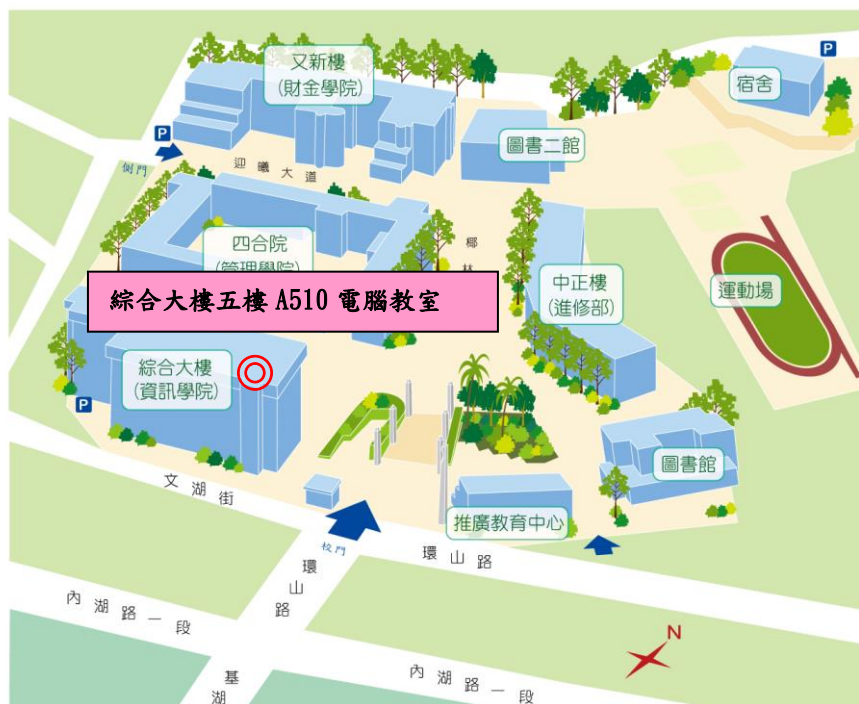 又新樓
(財金學院)
P
宿舍
圖書二館
P
側門
迎曦大道
四合院
(管理學院)
椰林
中正樓
(進修部)
運動場
綜合大樓五樓 A510 電腦教室
綜合大樓
(資訊學院)
P
圖書館
文湖街
推廣教育中心
校門
環山路
環山路
內湖路一段
N
內湖路一段
基湖